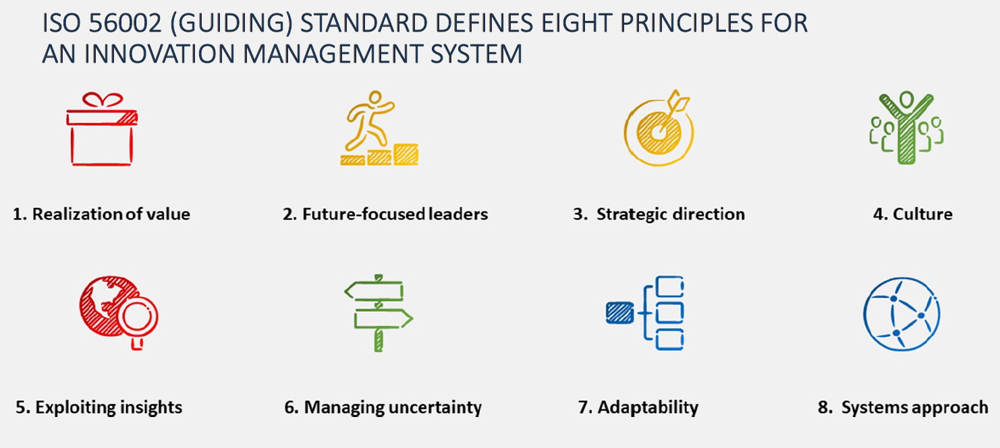 ISO 56002 (GUIDING) STANDARD DEFINES EIGHT PRINCIPLES FOR
AN INNOVATION MANAGEMENT SYSTEM
1. Realization of value
2. Future-focused leaders
3. Strategic direction
4. Culture
5. Exploiting insights
6. Managing uncertainty
7. Adaptability
8. Systems approach